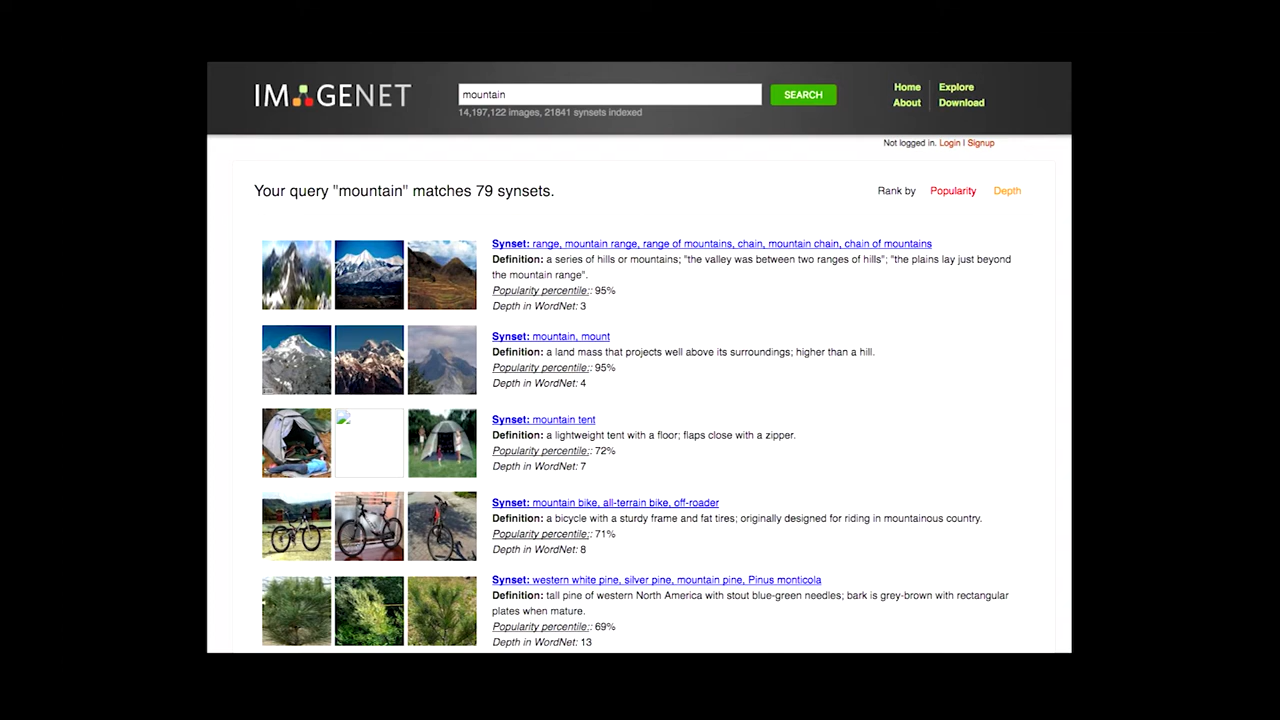 IMAGENET
mountain
SEARCH
14,197,122 images, 21841 synsets indexed
Home
Explore
About
Download
Not logged in. Login | Signup
Your query "mountain" matches 79 synsets.
Rank by Popularity Depth
Synset: range, mountain range, range of mountains, chain, mountain chain, chain of mountains
Definition: a series of hills or mountains; "the valley was between two ranges of hills"; "the plains lay just beyond
the mountain range".
Popularity percentile:: 95%
Depth in WordNet: 3
Synset: mountain, mount
Definition: a land mass that projects well above its surroundings; higher than a hill.
Popularity percentile:: 95%
Depth in WordNet: 4
Synset: mountain tent
Definition: a lightweight tent with a floor; flaps close with a zipper.
Popularity percentile:: 72%
Depth in WordNet: 7
Synset: mountain bike, all-terrain bike, off-roader
Definition: a bicycle with a sturdy frame and fat tires; originally designed for riding in mountainous country.
Popularity percentile:: 71%
Depth in WordNet: 8
Synset: western white pine, silver pine, mountain pine, Pinus monticola
Definition: tall pine of western North America with stout blue-green needles; bark is grey-brown with rectangular
plates when mature.
Popularity percentile:: 69%
Depth in WordNet: 13